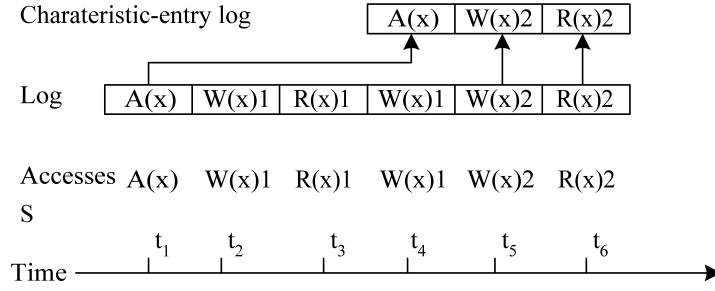 Charateristic-entry log A(x) W(x)2 R(x)2
Log A(x) W(x)1 R(x)1 W(x)1 W(x)2 R(x)2
Accesses A(x) W(x)1 R(x)1 W(x)1 W(x)2 R(x)2
S
t1 t2 t3 t4 t5 t6
Time